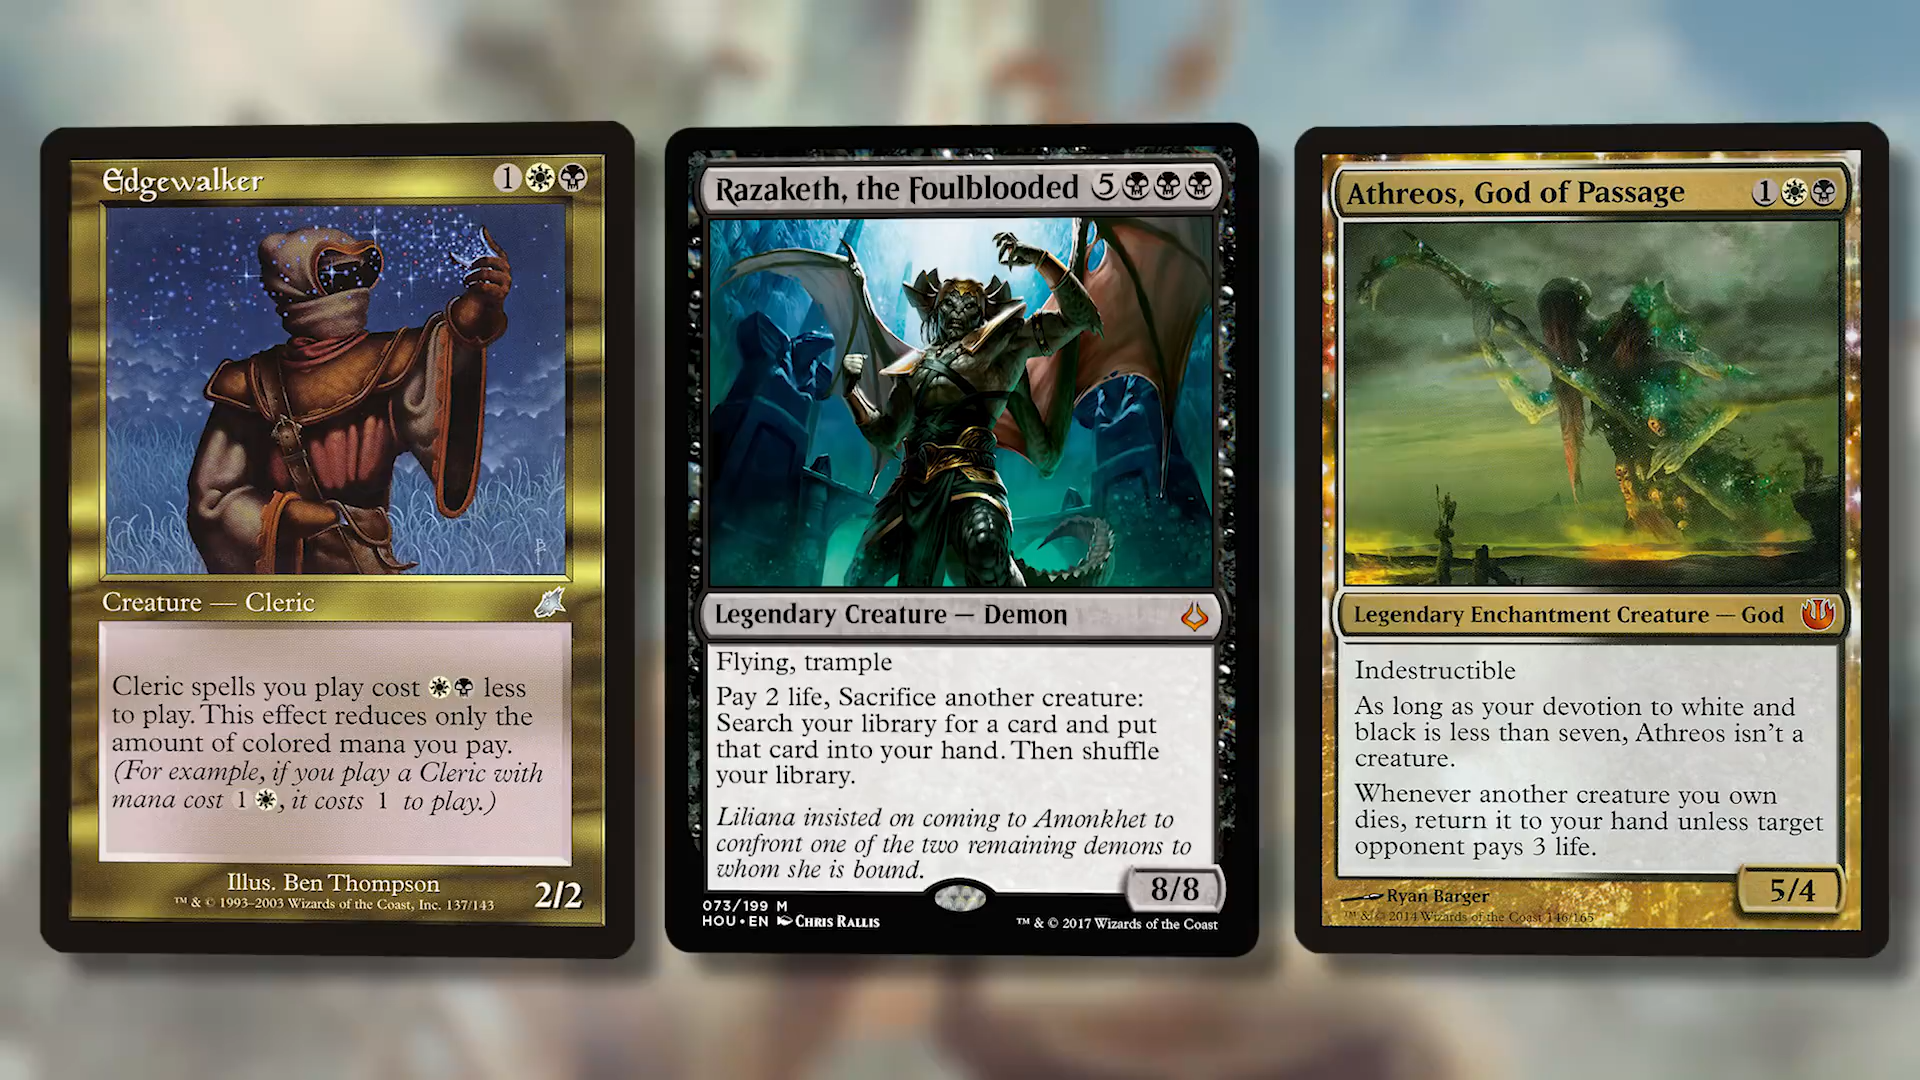 Edgewalker 1
Creature — Cleric
Cleric spells you play cost less
to play. This effect reduces only the
amount of colored mana you pay.
(For example, if you play a Cleric with
mana cost 1 , it costs 1 to play.)
Illus. Ben Thompson
™ & © 1993–2003 Wizards of the Coast, Inc. 137/143
2/2
Razaketh, the Foulblooded 5
Legendary Creature — Demon
Flying, trample
Pay 2 life, Sacrifice another creature:
Search your library for a card and put
that card into your hand. Then shuffle
your library.
Liliana insisted on coming to Amonkhet to
confront one of the two remaining demons to
whom she is bound.
8/8
073/199 M
HOU • EN Chris Rallis
™ & © 2017 Wizards of the Coast
Athreos, God of Passage 1
Legendary Enchantment Creature — God
Indestructible
As long as your devotion to white and
black is less than seven, Athreos isn't a
creature.
Whenever another creature you own
dies, return it to your hand unless target
opponent pays 3 life.
5/4
Ryan Barger
™ & © 2014 Wizards of the Coast 146/165